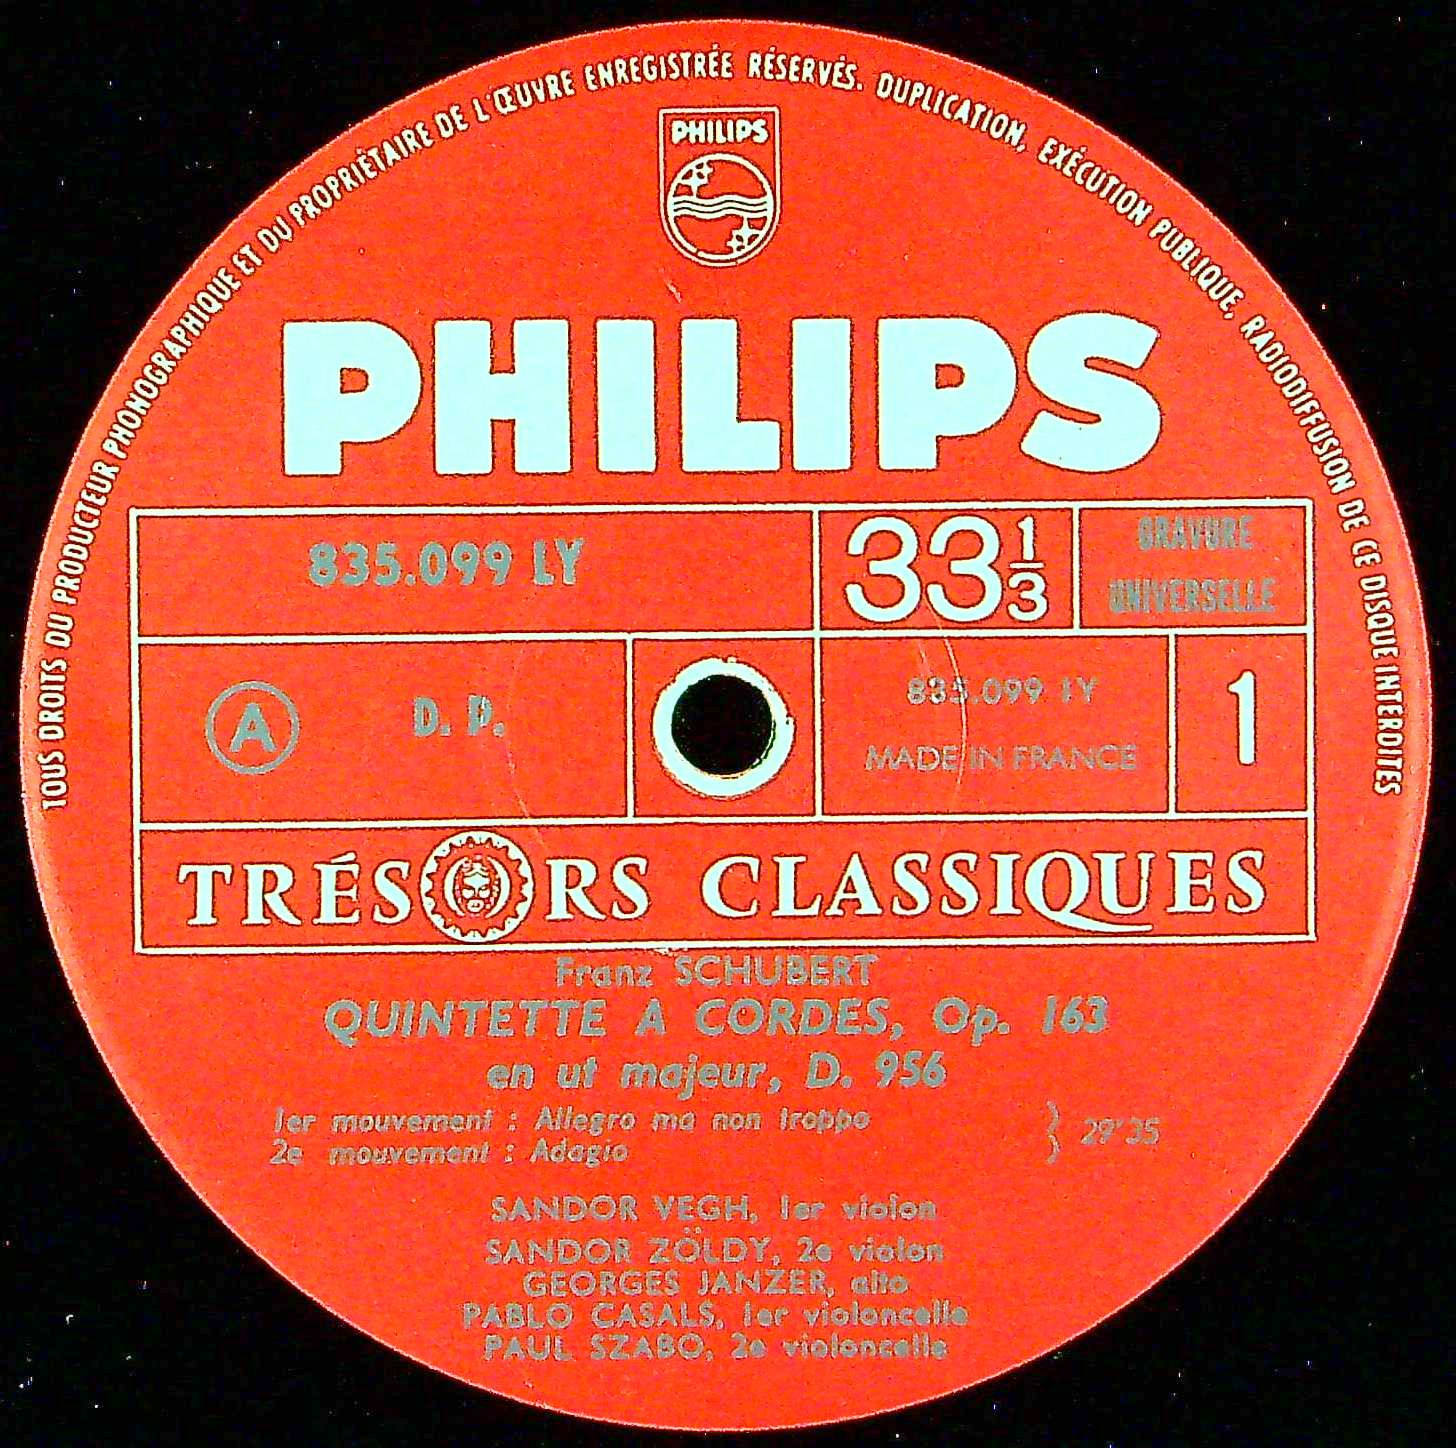 TOUS DROITS DU PRODUCTEUR PHONOGRAPHIQUE ET DU PROPRIÉTAIRE DE L'ŒUVRE ENREGISTRÉE RÉSERVÉS. DUPLICATION, EXÉCUTION PUBLIQUE, RADIODIFFUSION DE CE DISQUE INTERDITES
PHILIPS
PHILIPS
835.099 LY
33 1/3
GRAVURE
UNIVERSELLE
A
D. P.
835.099 LY
MADE IN FRANCE
1
TRÉSORS CLASSIQUES
Franz SCHUBERT
QUINTETTE A CORDES, Op. 163
en ut majeur, D. 956
1er mouvement : Allegro ma non troppo
2e mouvement : Adagio
29'35
SANDOR VEGH, 1er violon
SANDOR ZÖLDY, 2e violon
GEORGES JANZER, alto
PABLO CASALS, 1er violoncelle
PAUL SZABO, 2e violoncelle